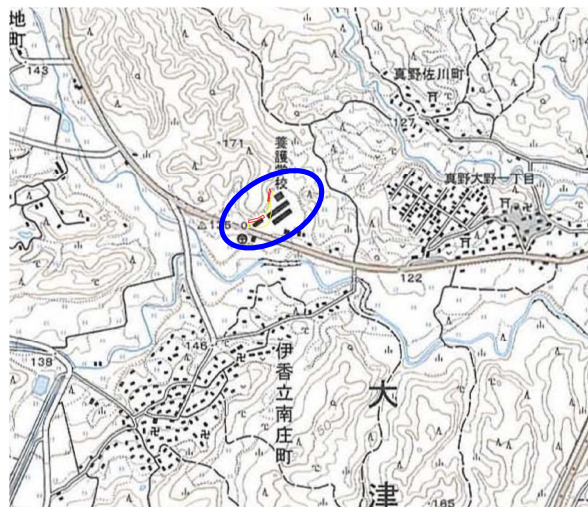 地町
143
真野佐川町
127
養護学校
・171
真野大野一丁目
122
146
138
伊香立南庄町
大
津
・165